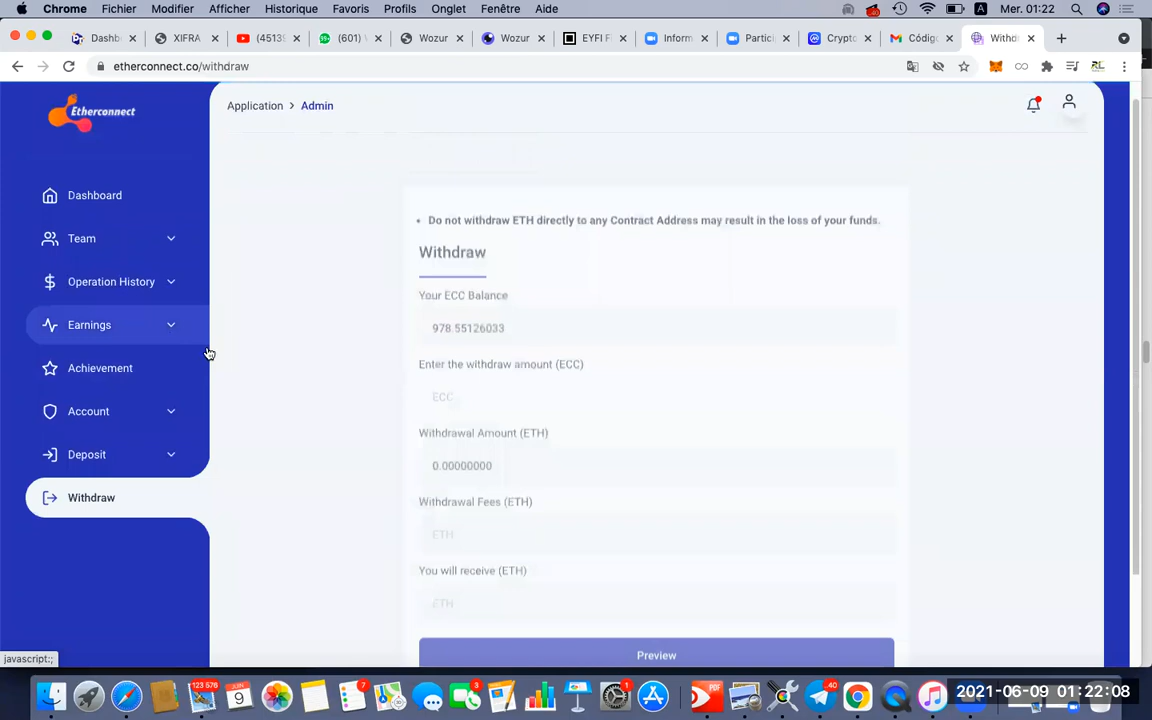 Chrome Fichier Modifier Afficher Historique Favoris Profils Onglet Fenêtre Aide
A Mer. 01:22
Dashb
XIFRA
(4513
(601)
Wozur
Wozur
EYFI F
Inform
Partici
Crypto
Código
Withd
etherconnect.co/withdraw
Etherconnect
Application > Admin
Dashboard
Team
Operation History
Earnings
Achievement
Account
Deposit
Withdraw
• Do not withdraw ETH directly to any Contract Address may result in the loss of your funds.
Withdraw
Your ECC Balance
978.55126033
Enter the withdraw amount (ECC)
ECC
Withdrawal Amount (ETH)
0.00000000
Withdrawal Fees (ETH)
ETH
You will receive (ETH)
ETH
Preview
javascript:;
2021-06-09 01:22:08